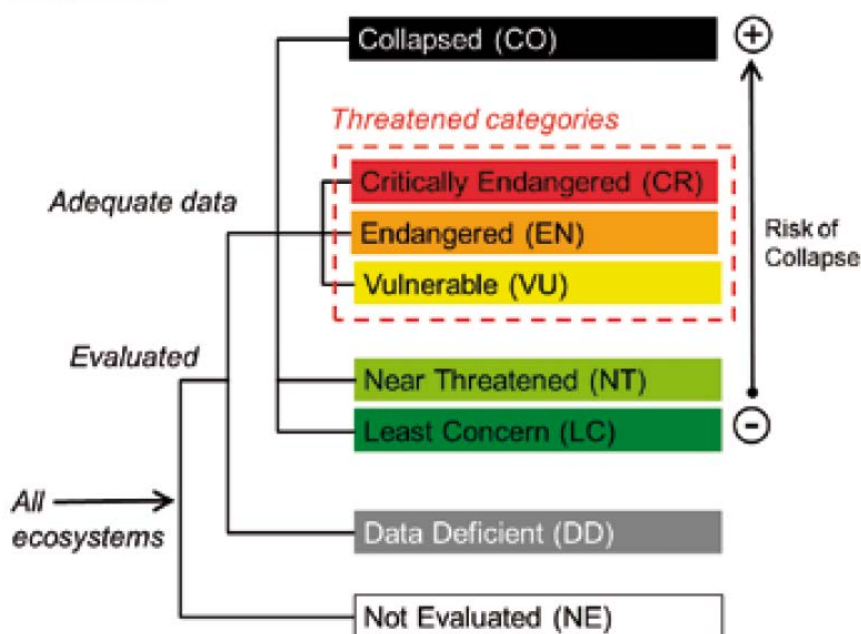 Collapsed (CO)
+
Threatened categories
Critically Endangered (CR)
Adequate data
Endangered (EN)
Risk of
Collapse
Vulnerable (VU)
Evaluated
Near Threatened (NT)
Least Concern (LC)
-
All
ecosystems
Data Deficient (DD)
Not Evaluated (NE)